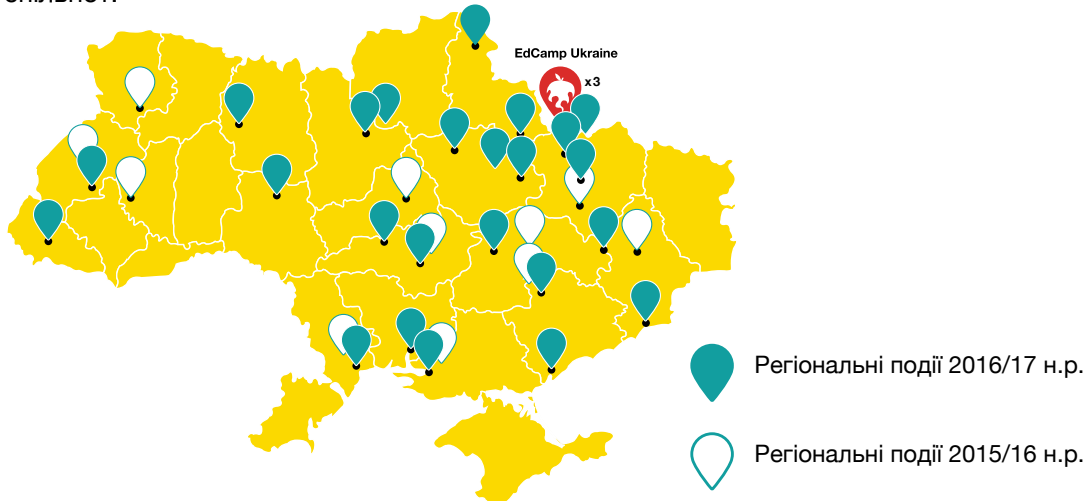 EdCamp Ukraine
x3
Регіональні події 2016/17 н.р.
Регіональні події 2015/16 н.р.